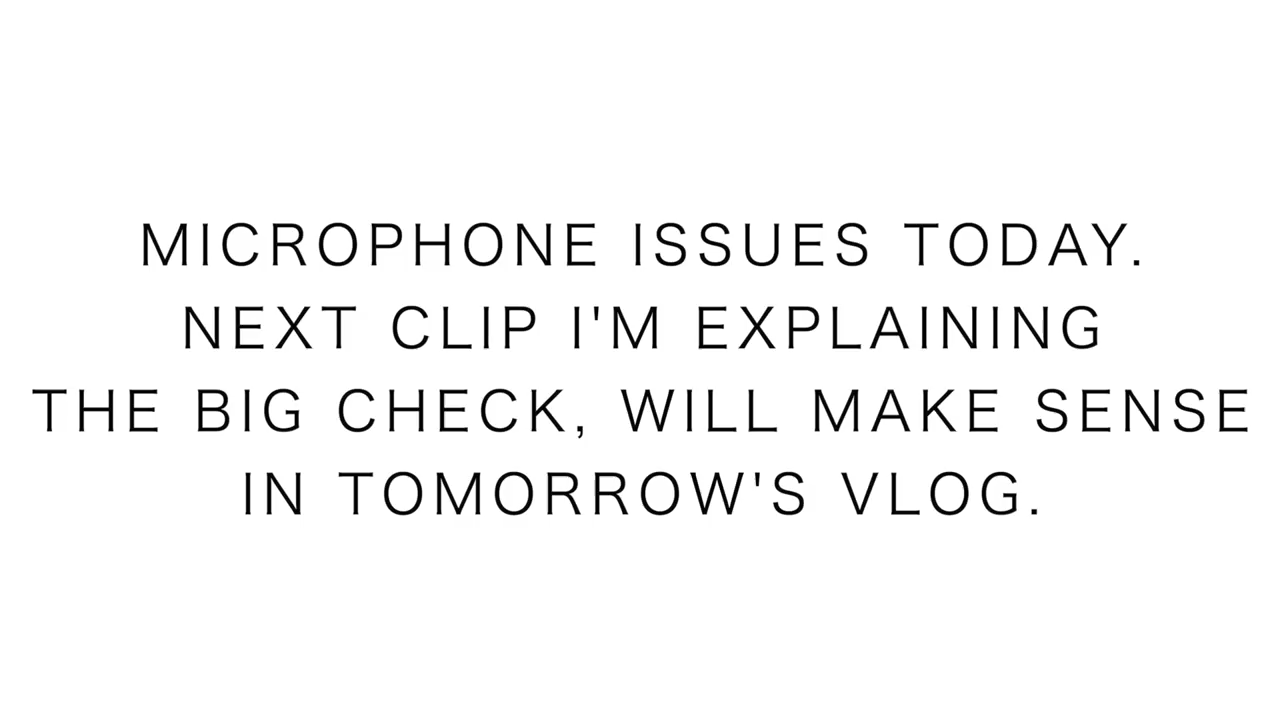 MICROPHONE ISSUES TODAY.
NEXT CLIP I'M EXPLAINING
THE BIG CHECK, WILL MAKE SENSE
IN TOMORROW'S VLOG.